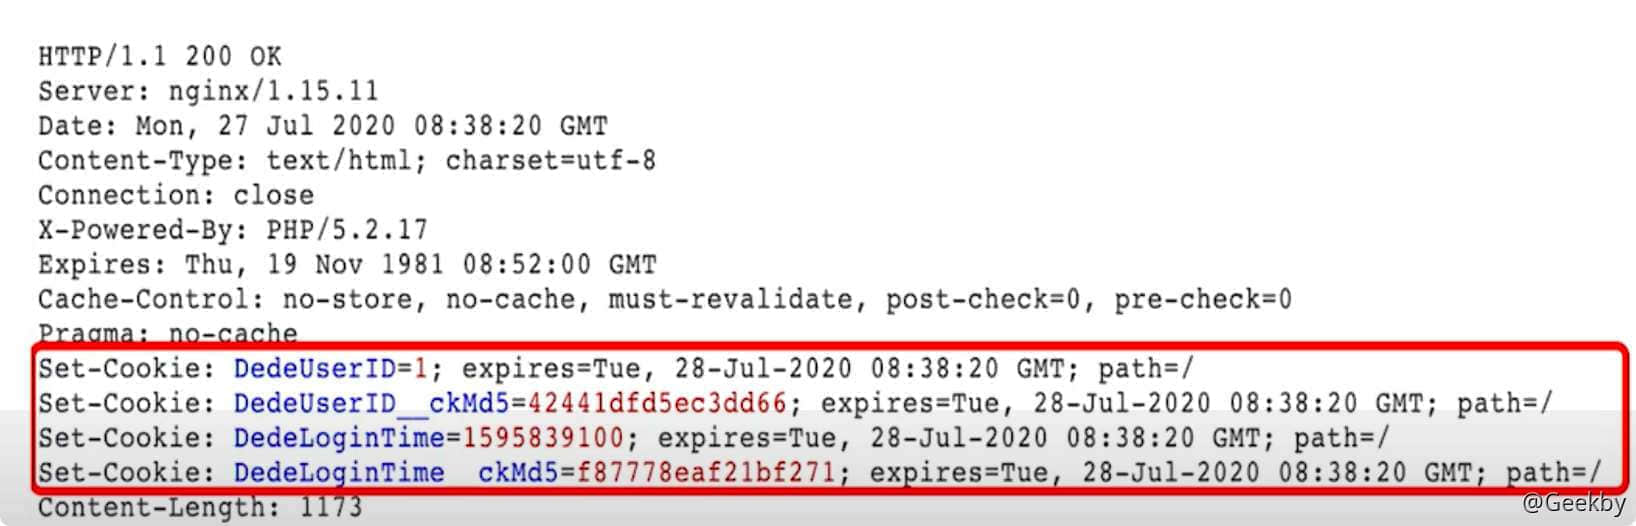 HTTP/1.1 200 OK
Server: nginx/1.15.11
Date: Mon, 27 Jul 2020 08:38:20 GMT
Content-Type: text/html; charset=utf-8
Connection: close
X-Powered-By: PHP/5.2.17
Expires: Thu, 19 Nov 1981 08:52:00 GMT
Cache-Control: no-store, no-cache, must-revalidate, post-check=0, pre-check=0
Pragma: no-cache
Set-Cookie: DedeUserID=1; expires=Tue, 28-Jul-2020 08:38:20 GMT; path=/
Set-Cookie: DedeUserID__ckMd5=42441dfd5ec3dd66; expires=Tue, 28-Jul-2020 08:38:20 GMT; path=/
Set-Cookie: DedeLoginTime=1595839100; expires=Tue, 28-Jul-2020 08:38:20 GMT; path=/
Set-Cookie: DedeLoginTime__ckMd5=f87778eaf21bf271; expires=Tue, 28-Jul-2020 08:38:20 GMT; path=/
Content-Length: 1173
@Geekby